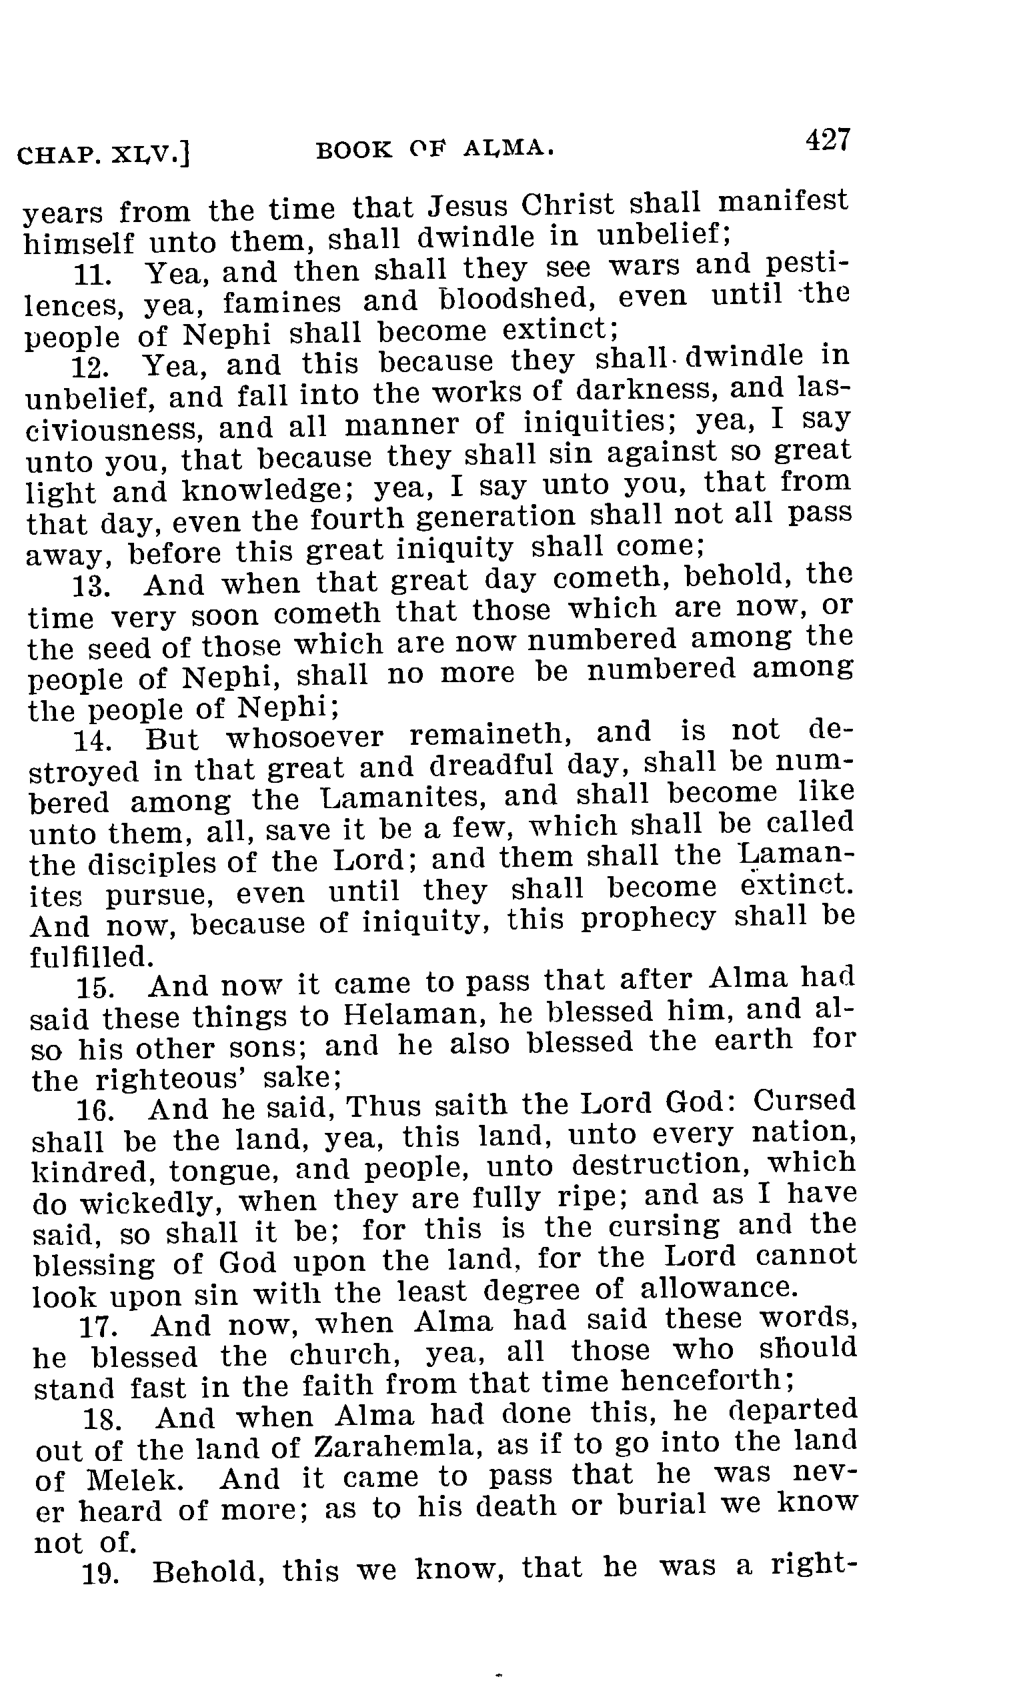 CHAP. XLV.] BOOK OF ALMA. 427
years from the time that Jesus Christ shall manifest
himself unto them, shall dwindle in unbelief;
11. Yea, and then shall they see wars and pesti-
lences, yea, famines and bloodshed, even until the
people of Nephi shall become extinct;
12. Yea, and this because they shall dwindle in
unbelief, and fall into the works of darkness, and las-
civiousness, and all manner of iniquities; yea, I say
unto you, that because they shall sin against so great
light and knowledge; yea, I say unto you, that from
that day, even the fourth generation shall not all pass
away, before this great iniquity shall come;
13. And when that great day cometh, behold, the
time very soon cometh that those which are now, or
the seed of those which are now numbered among the
people of Nephi, shall no more be numbered among
the people of Nephi;
14. But whosoever remaineth, and is not de-
stroyed in that great and dreadful day, shall be num-
bered among the Lamanites, and shall become like
unto them, all, save it be a few, which shall be called
the disciples of the Lord; and them shall the Laman-
ites pursue, even until they shall become extinct.
And now, because of iniquity, this prophecy shall be
fulfilled.
15. And now it came to pass that after Alma had
said these things to Helaman, he blessed him, and al-
so his other sons; and he also blessed the earth for
the righteous' sake;
16. And he said, Thus saith the Lord God: Cursed
shall be the land, yea, this land, unto every nation,
kindred, tongue, and people, unto destruction, which
do wickedly, when they are fully ripe; and as I have
said, so shall it be; for this is the cursing and the
blessing of God upon the land, for the Lord cannot
look upon sin with the least degree of allowance.
17. And now, when Alma had said these words,
he blessed the church, yea, all those who should
stand fast in the faith from that time henceforth;
18. And when Alma had done this, he departed
out of the land of Zarahemla, as if to go into the land
of Melek. And it came to pass that he was nev-
er heard of more; as to his death or burial we know
not of.
19. Behold, this we know, that he was a right-